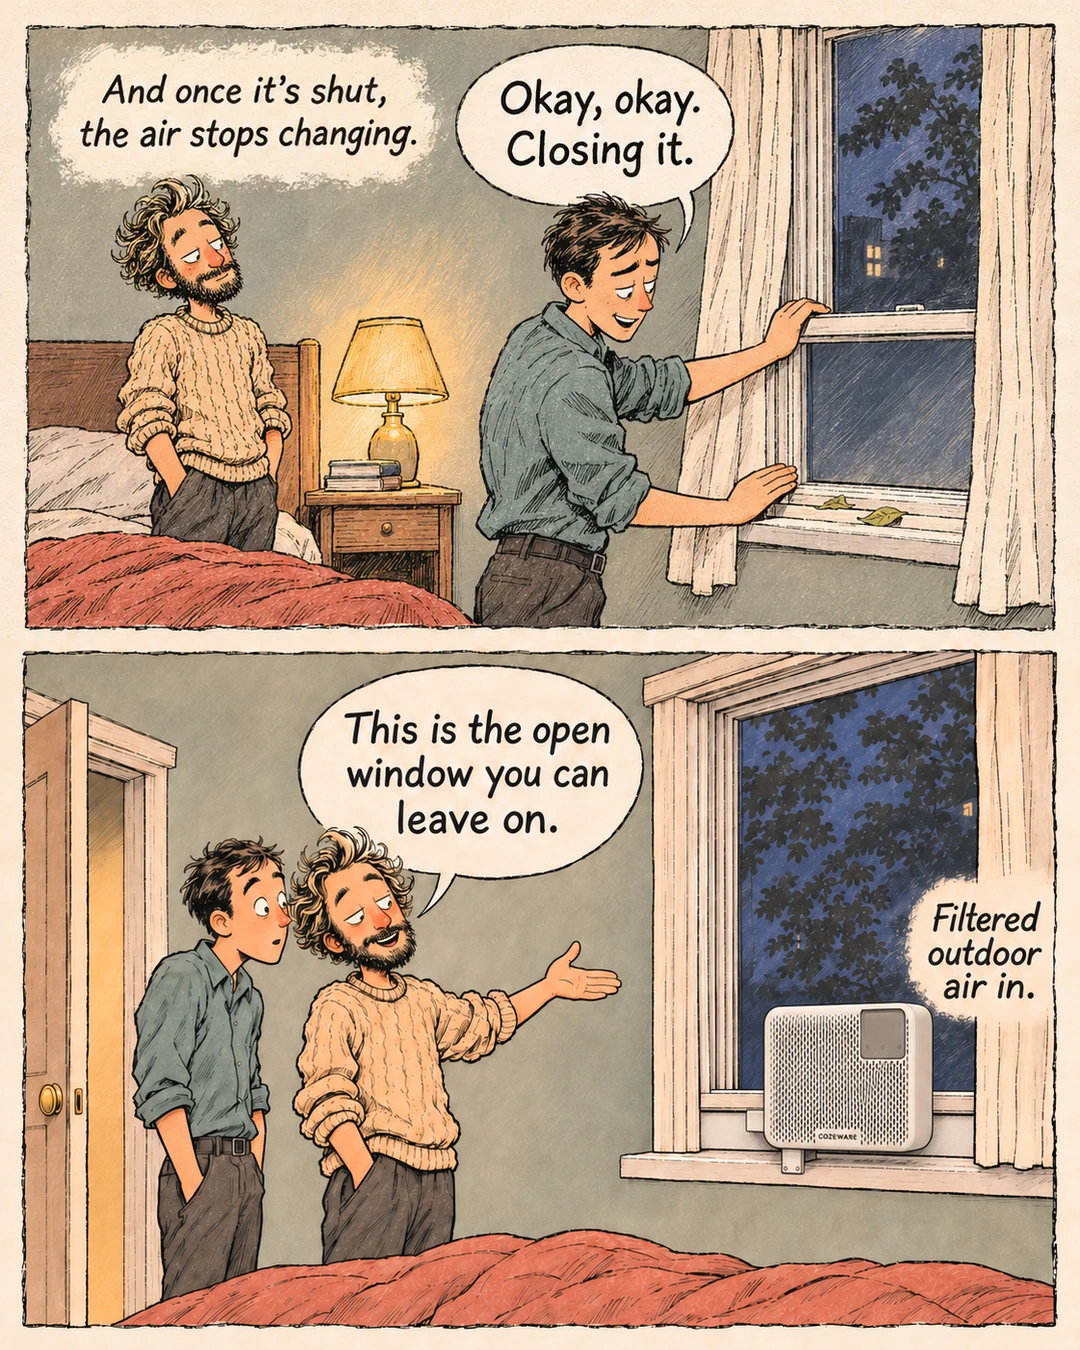 And once it's shut,
the air stops changing.
Okay, okay.
Closing it.
This is the open
window you can
leave on.
Filtered
outdoor
air in.
COZEWARE